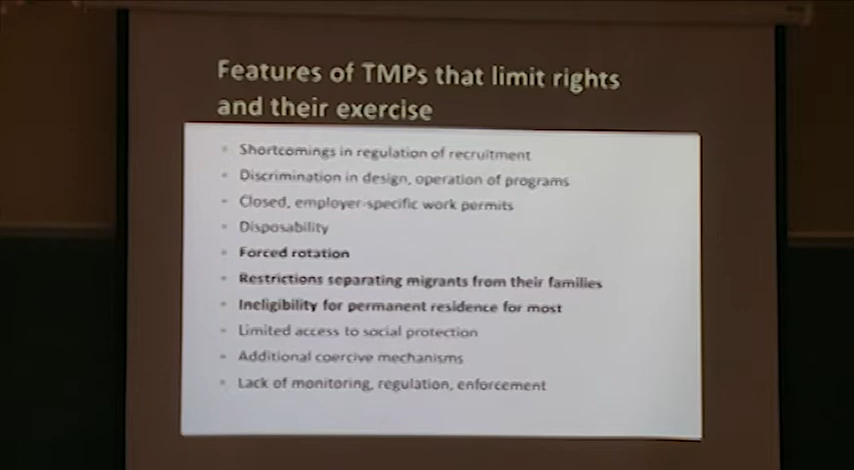 Features of TMPs that limit rights
and their exercise
Shortcomings in regulation of recruitment
Discrimination in design, operation of programs
Closed, employer-specific work permits
Disposability
Forced rotation
Restrictions separating migrants from their families
Ineligibility for permanent residence for most
Limited access to social protection
Additional coercive mechanisms
Lack of monitoring, regulation, enforcement